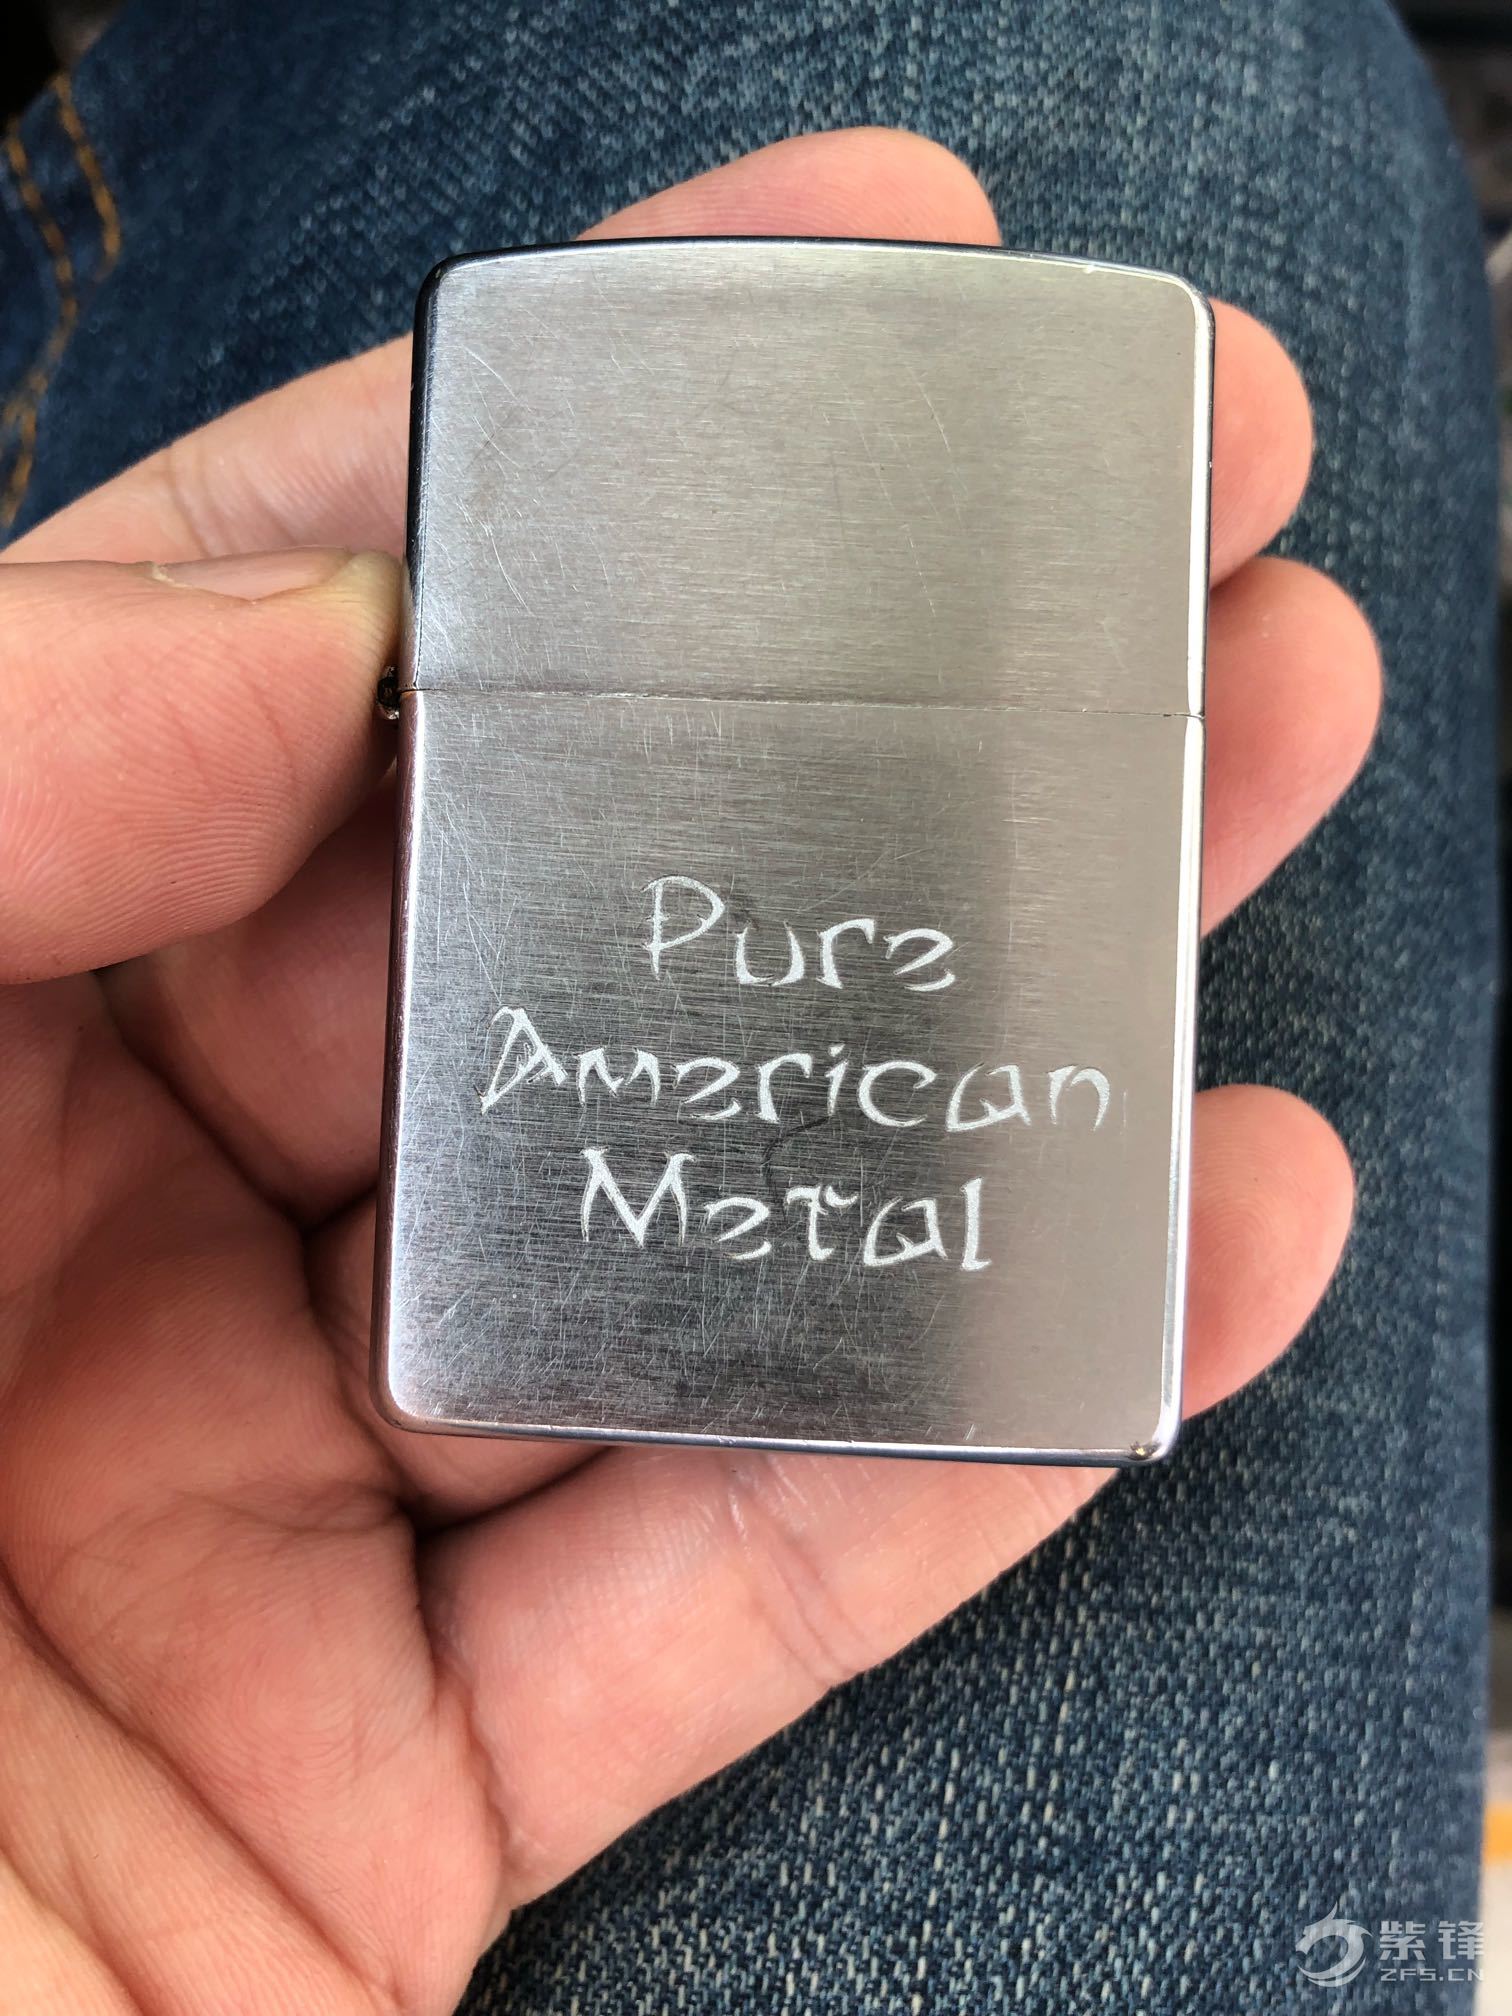 Pure
American
Metal
紫锋
ZFS.CN